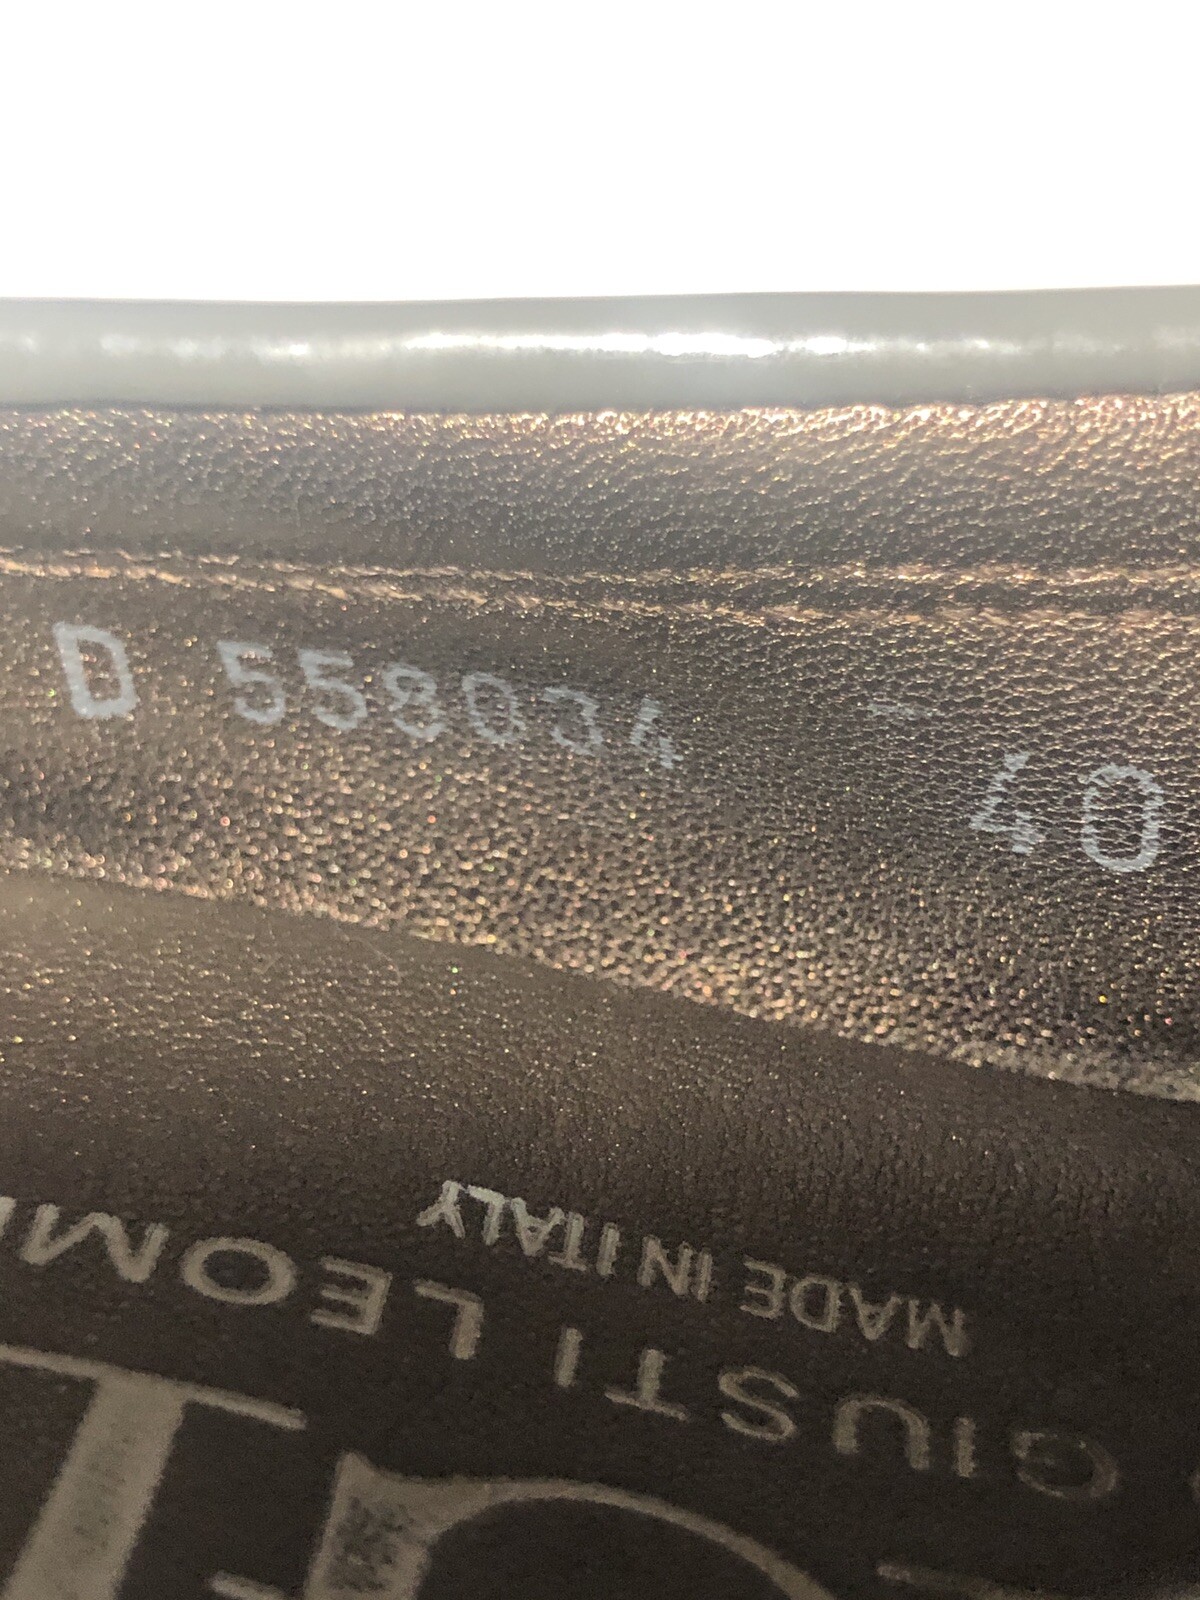 D 558034 - 40
MADE IN ITALY
GIUSTI LEOM